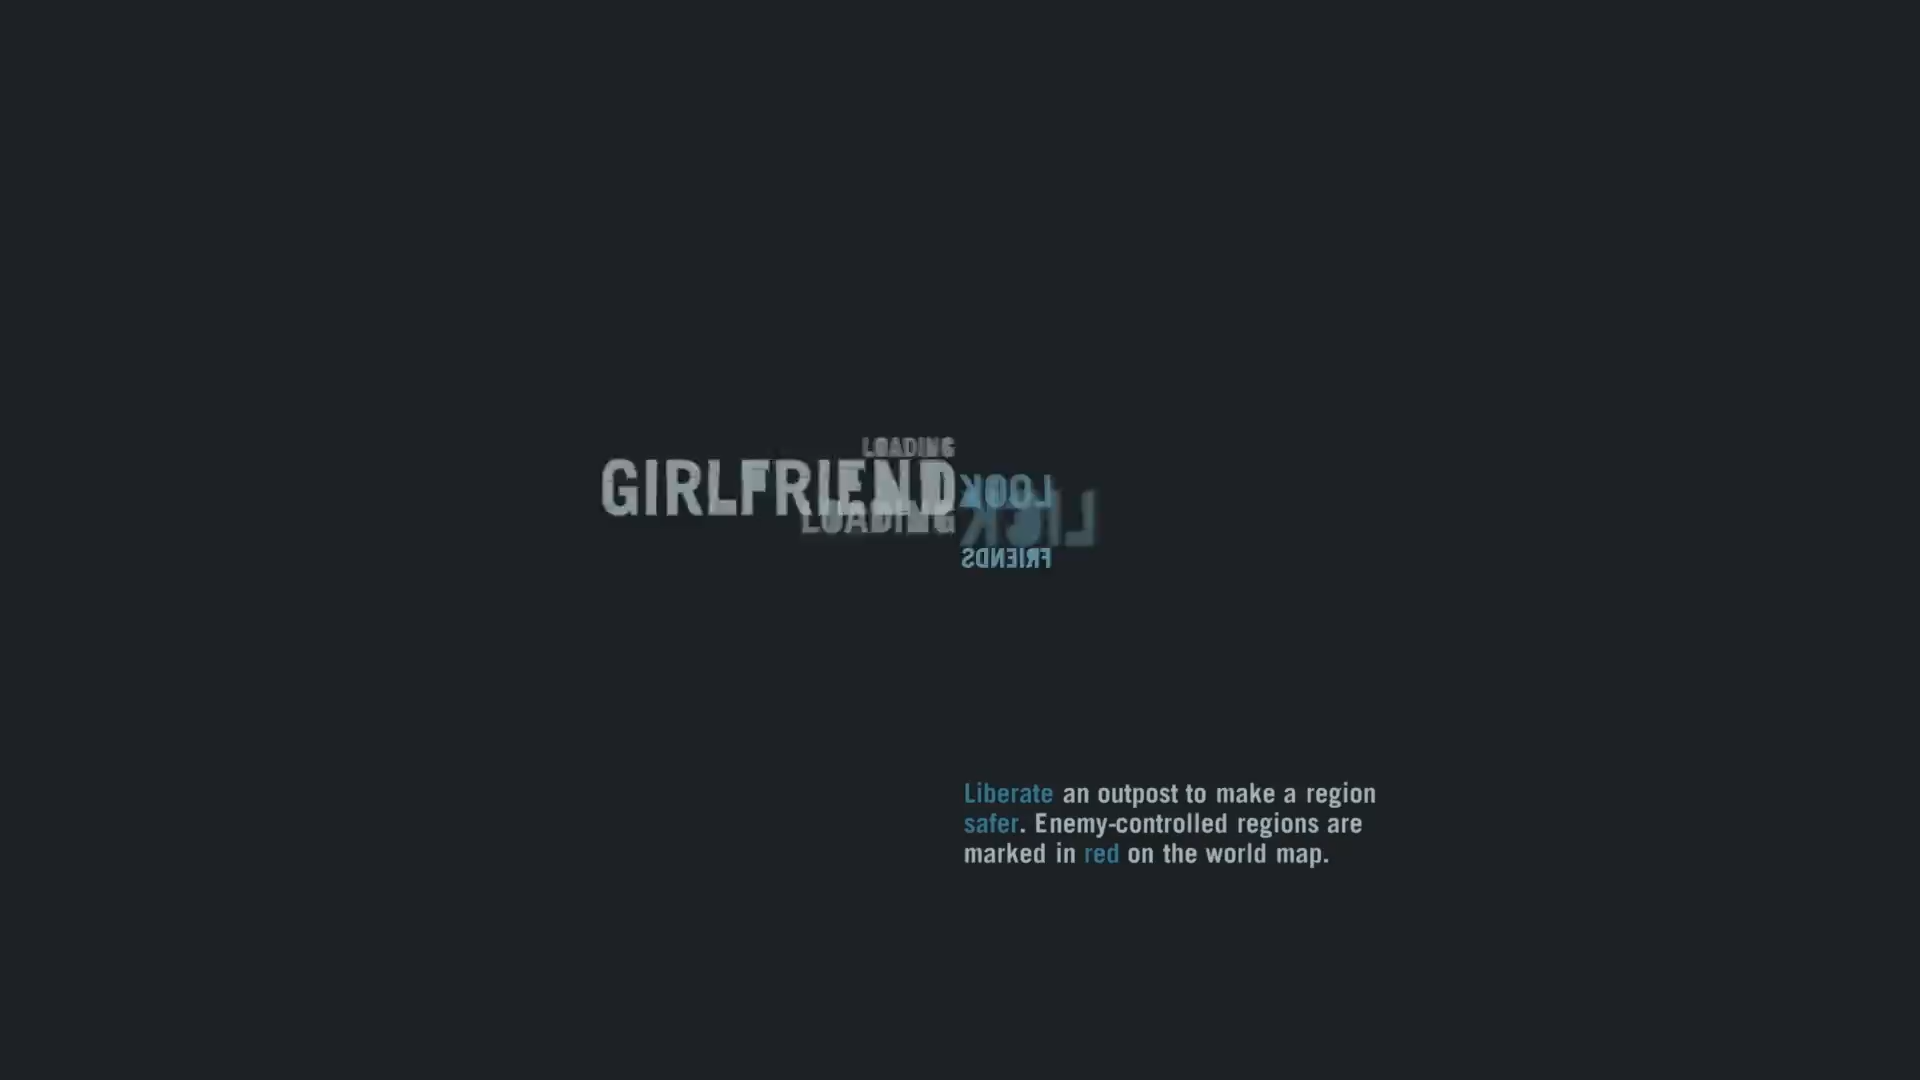 LOADING
GIRLFRIEND
LOADING
LOOK
LICK
FRIENDS
Liberate an outpost to make a region
safer. Enemy-controlled regions are
marked in red on the world map.